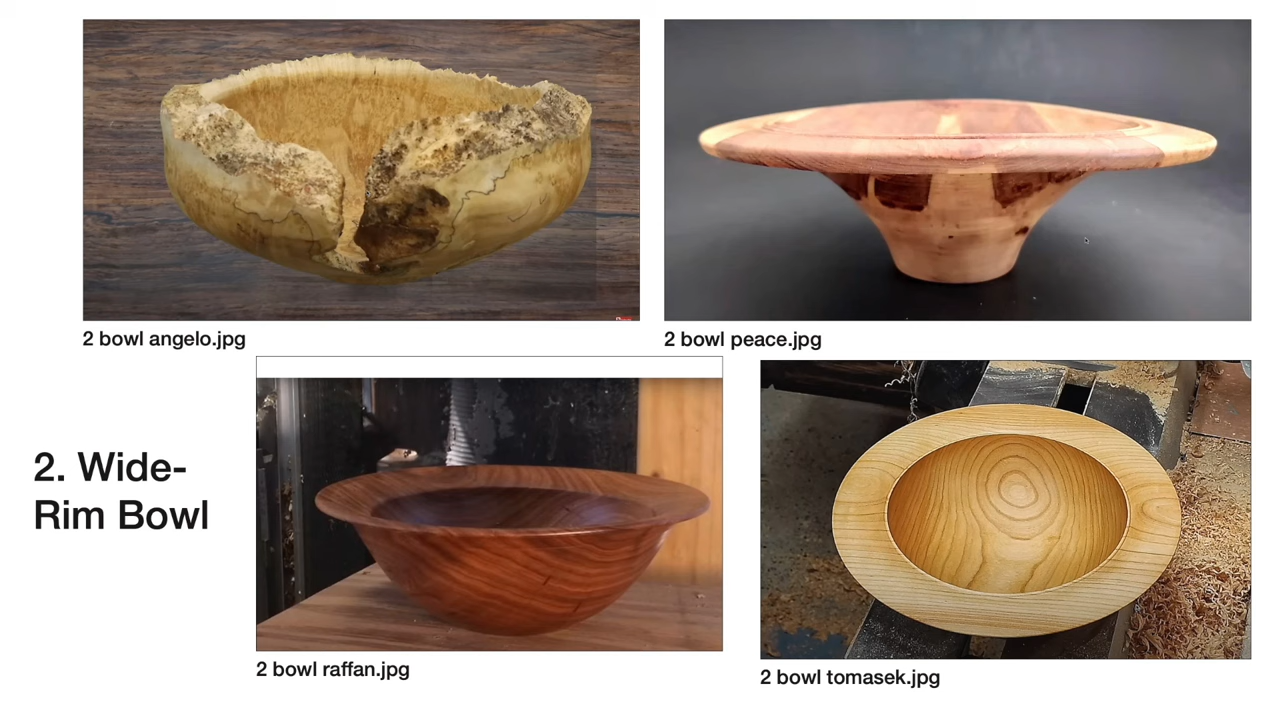 2 bowl angelo.jpg
2 bowl peace.jpg
2. Wide-
Rim Bowl
2 bowl raffan.jpg
2 bowl tomasek.jpg